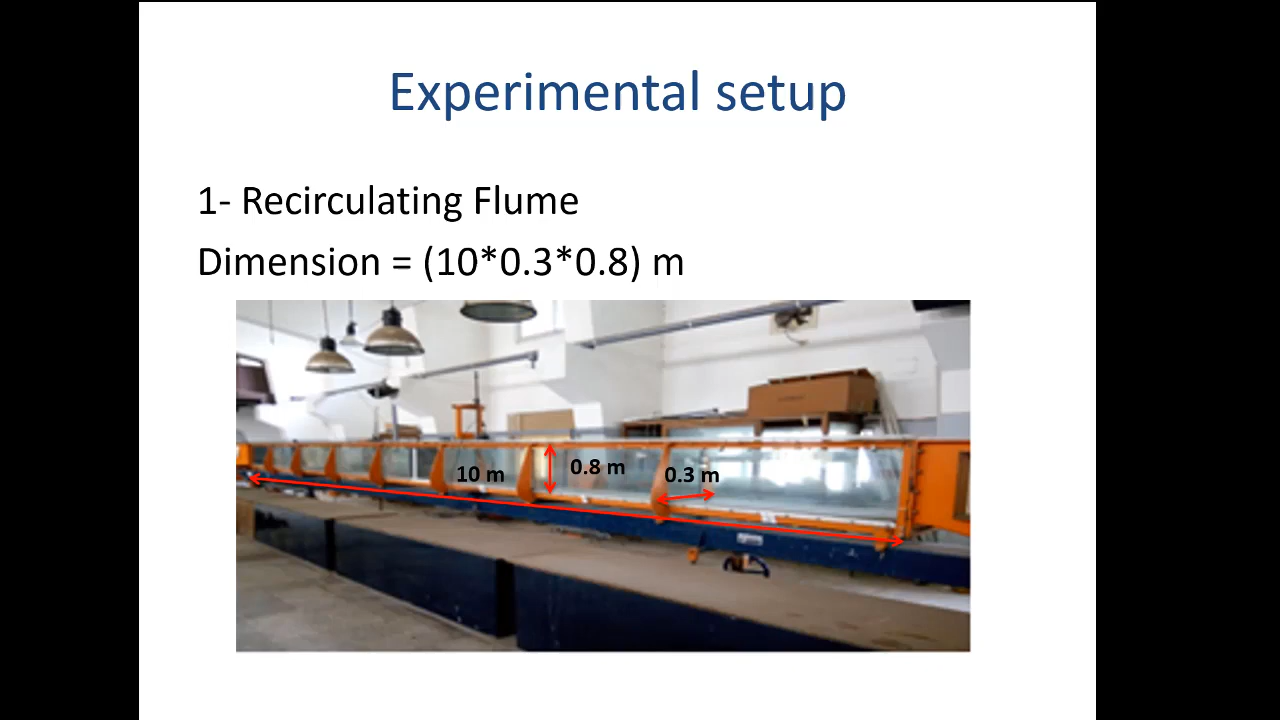 Experimental setup
1- Recirculating Flume
Dimension = (10*0.3*0.8) m
10 m
0.8 m
0.3 m